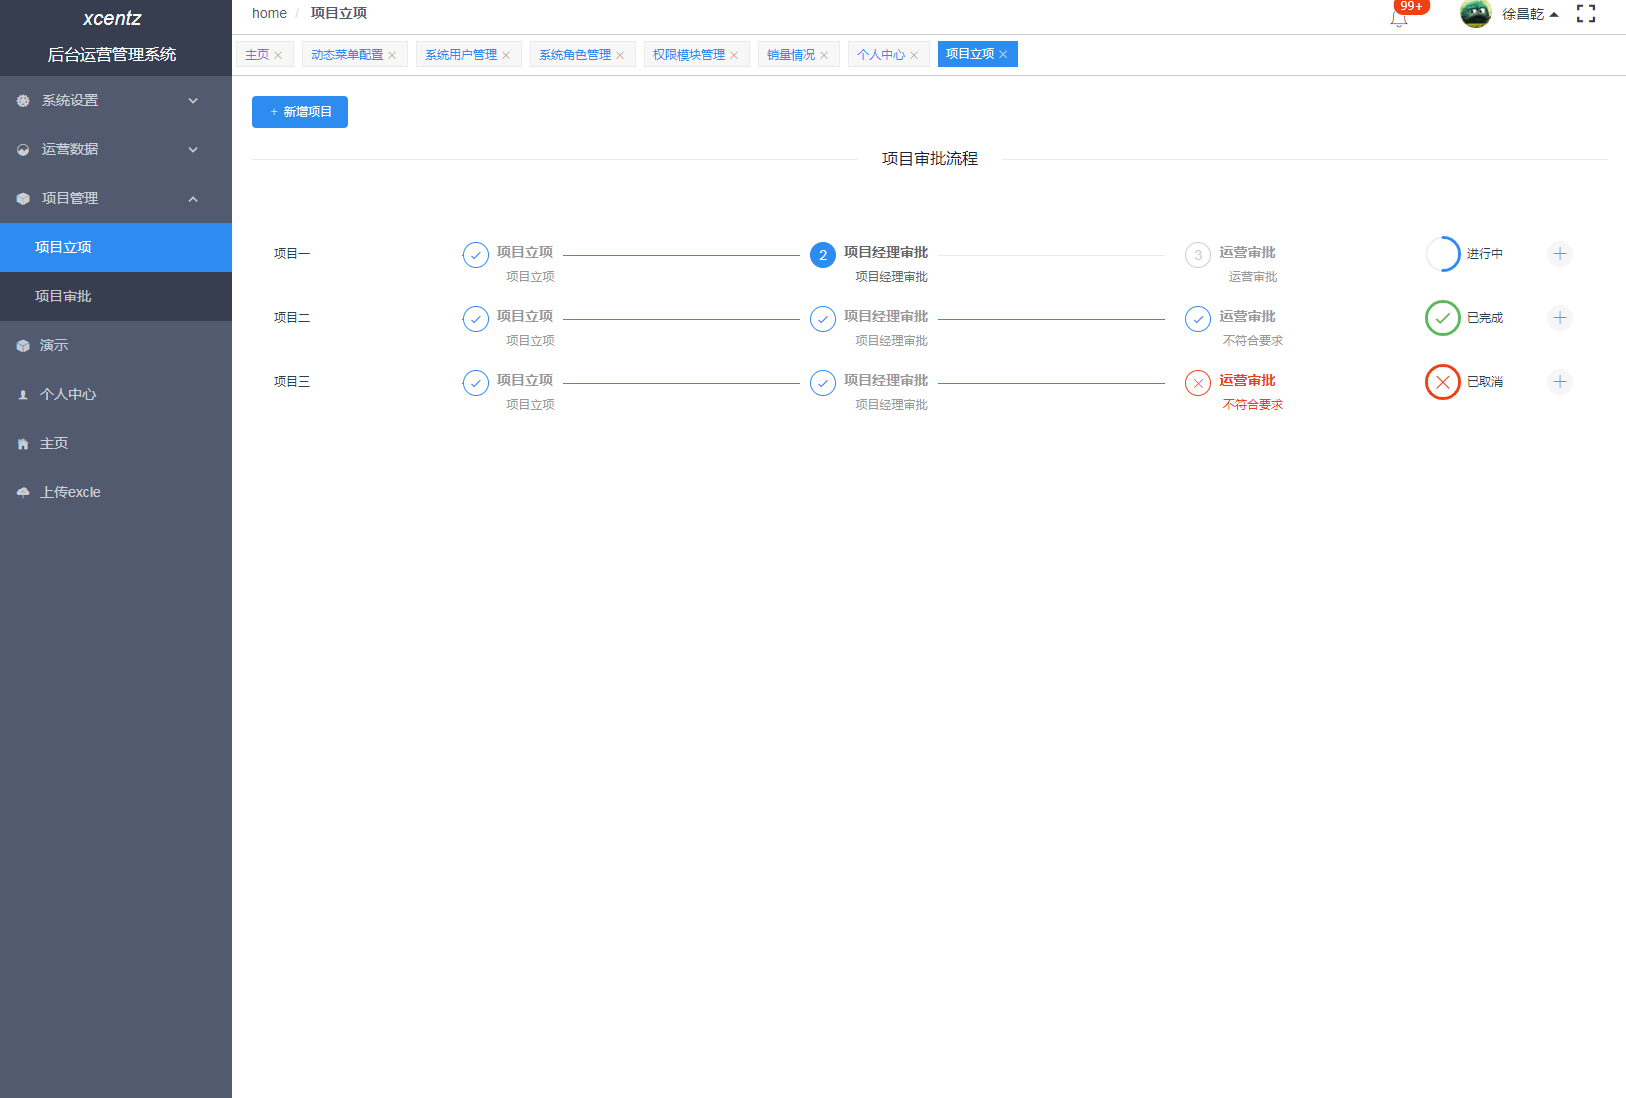 xcentz
后台运营管理系统
系统设置
运营数据
项目管理
项目立项
项目审批
演示
个人中心
主页
上传excle
home / 项目立项
99+
徐昌乾
主页
动态菜单配置
系统用户管理
系统角色管理
权限模块管理
销量情况
个人中心
项目立项
+ 新增项目
项目审批流程
项目一
项目立项
项目立项
2
项目经理审批
项目经理审批
3
运营审批
运营审批
进行中
项目二
项目立项
项目立项
项目经理审批
项目经理审批
运营审批
不符合要求
已完成
项目三
项目立项
项目立项
项目经理审批
项目经理审批
运营审批
不符合要求
已取消